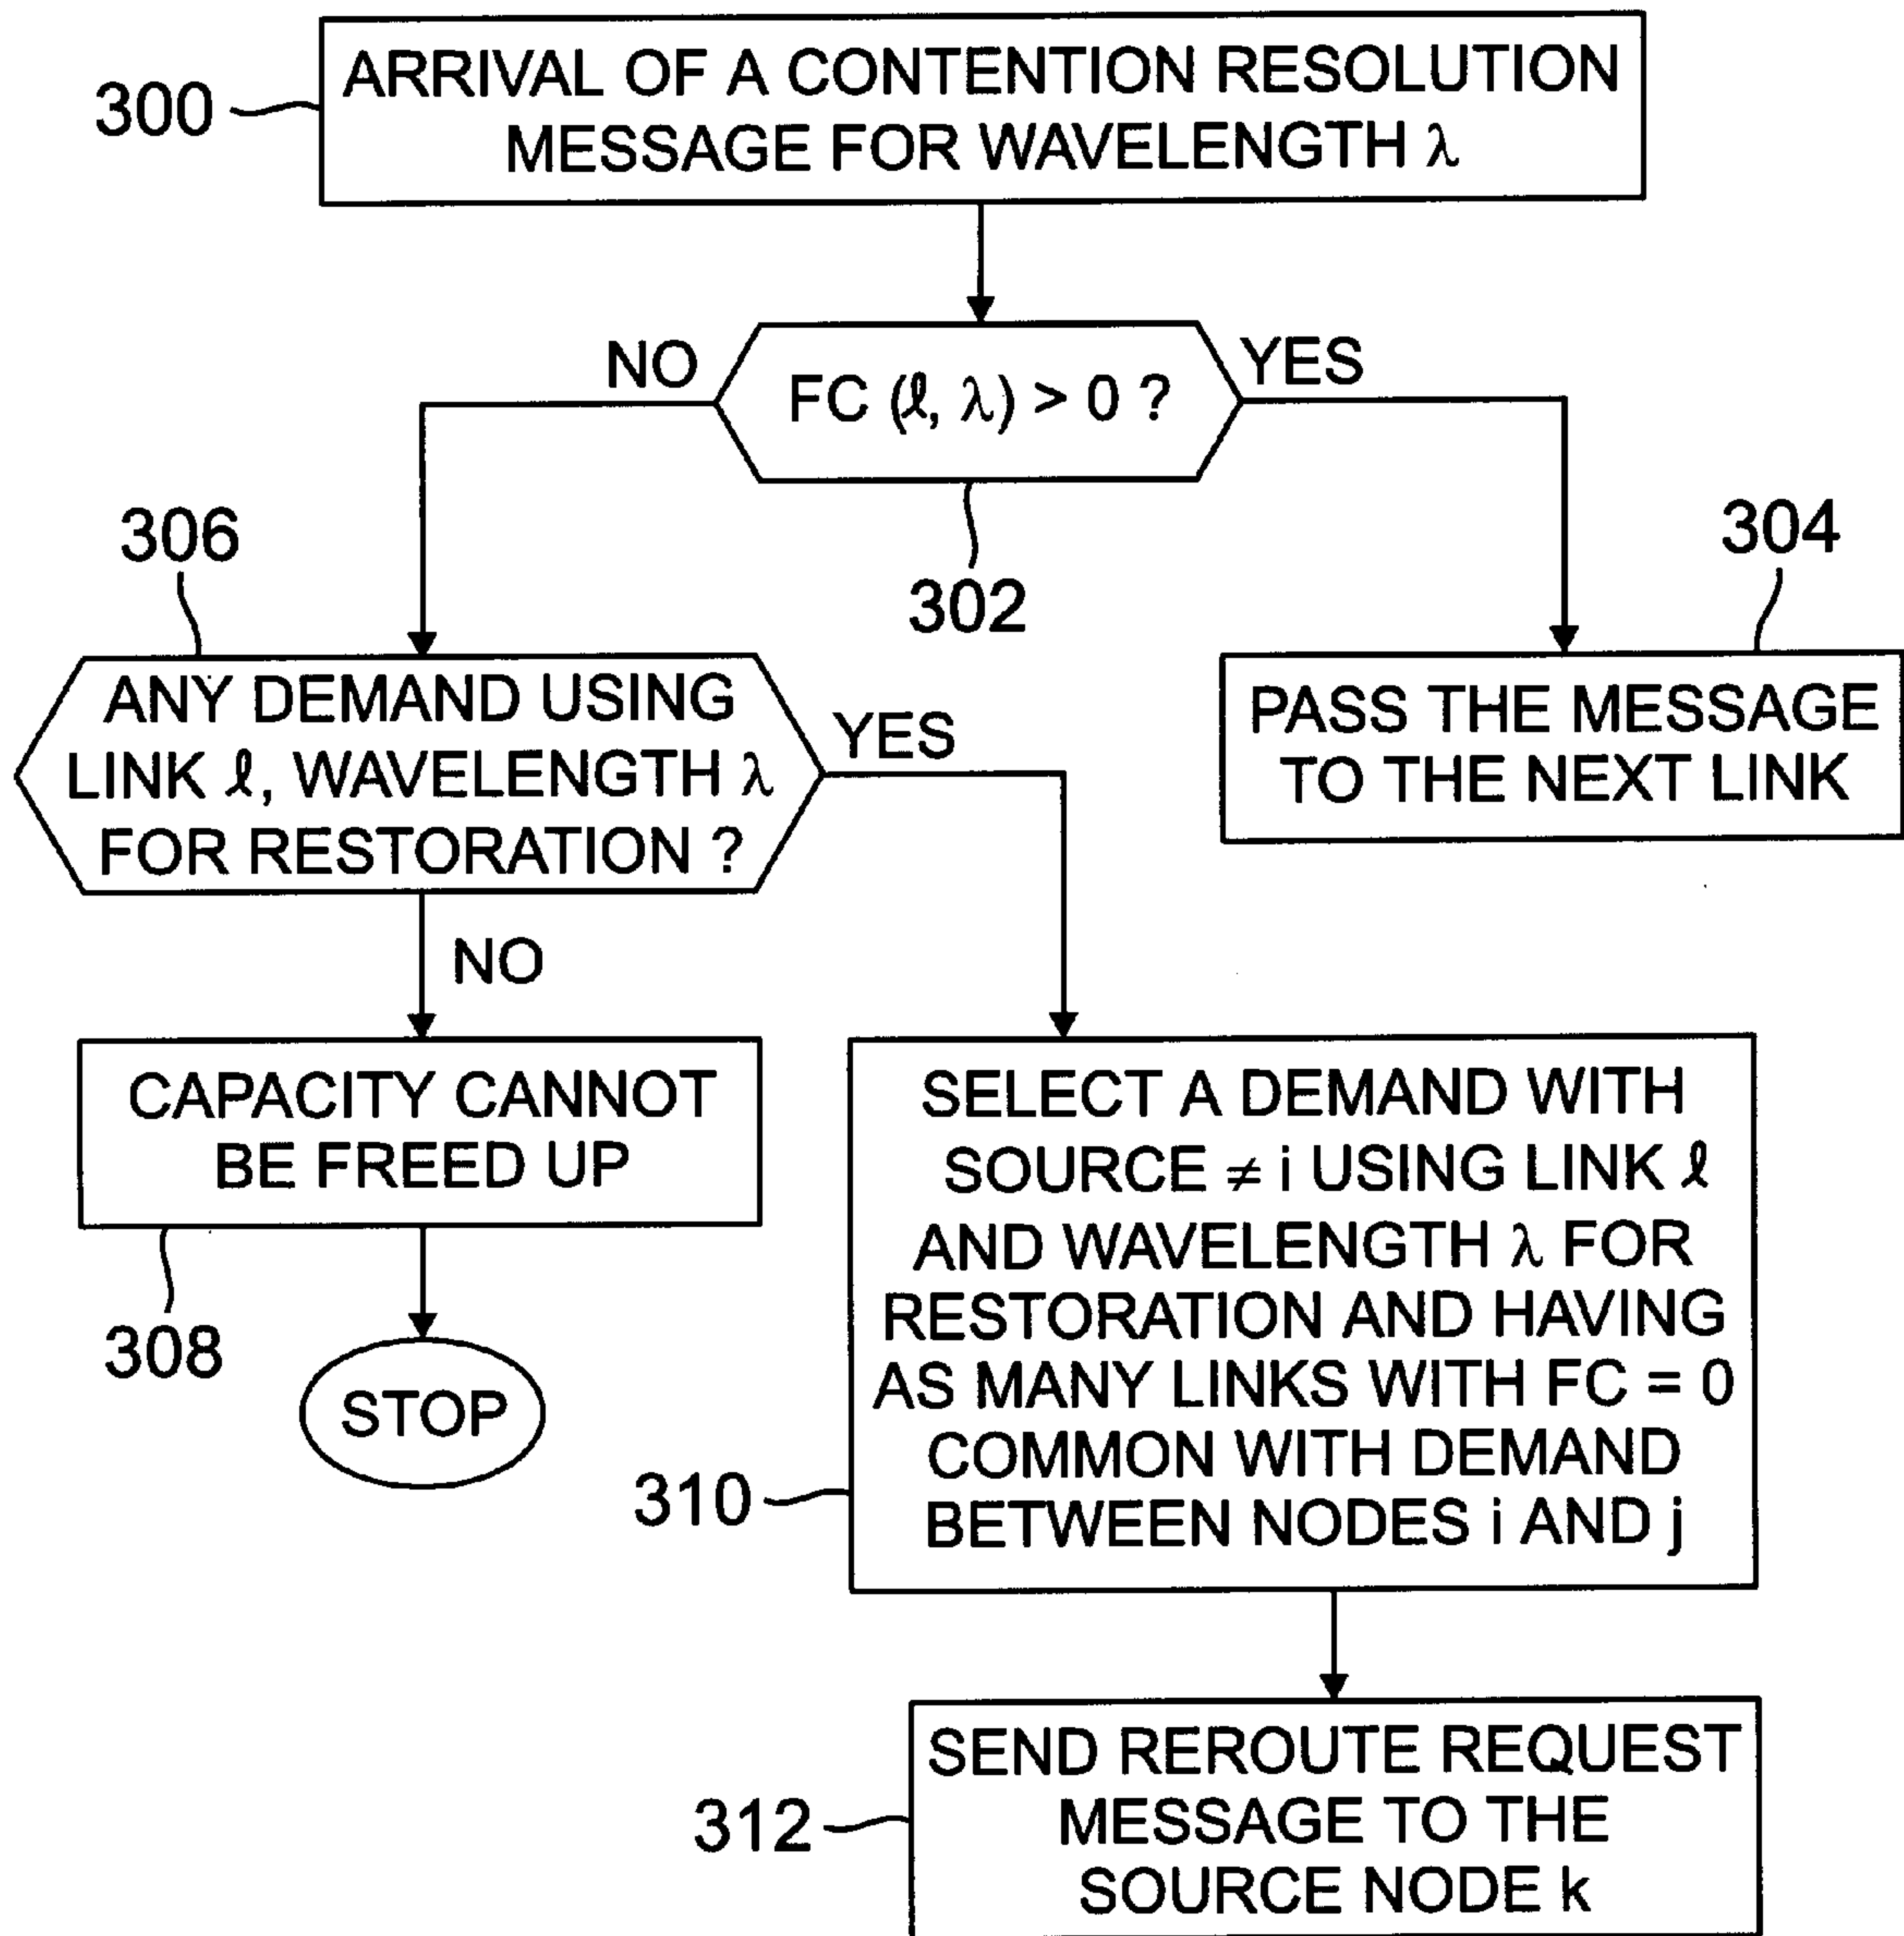 300
ARRIVAL OF A CONTENTION RESOLUTION
MESSAGE FOR WAVELENGTH λ
NO
FC (ℓ, λ) > 0 ?
YES
302
306
304
ANY DEMAND USING
LINK ℓ, WAVELENGTH λ
FOR RESTORATION ?
YES
PASS THE MESSAGE
TO THE NEXT LINK
NO
CAPACITY CANNOT
BE FREED UP
308
STOP
SELECT A DEMAND WITH
SOURCE ≠ i USING LINK ℓ
AND WAVELENGTH λ FOR
RESTORATION AND HAVING
AS MANY LINKS WITH FC = 0
COMMON WITH DEMAND
BETWEEN NODES i AND j
310
SEND REROUTE REQUEST
MESSAGE TO THE
SOURCE NODE k
312